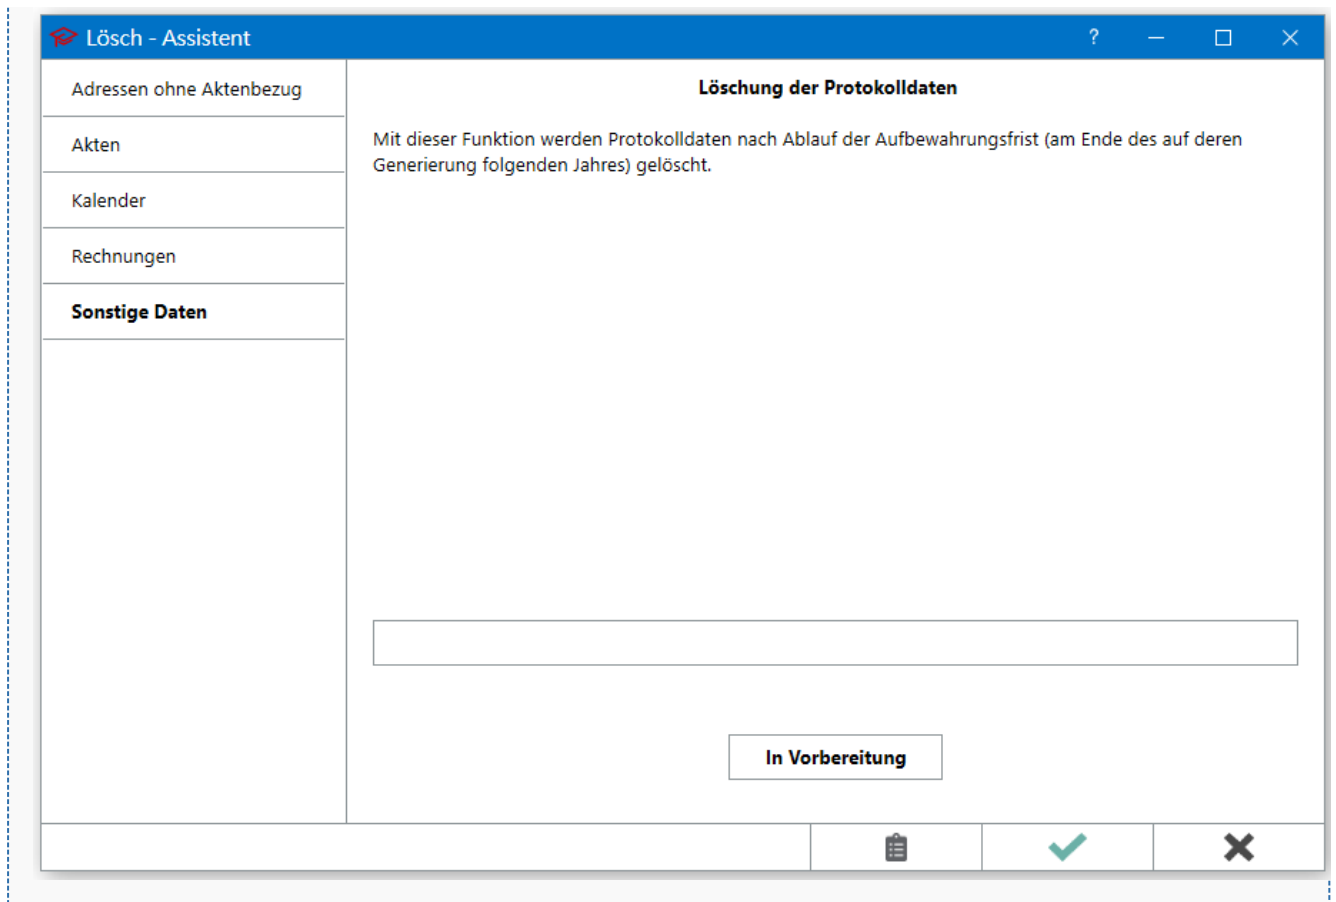 Lösch - Assistent
?
Adressen ohne Aktenbezug
Akten
Kalender
Rechnungen
Sonstige Daten
Löschung der Protokolldaten
Mit dieser Funktion werden Protokolldaten nach Ablauf der Aufbewahrungsfrist (am Ende des auf deren
Generierung folgenden Jahres) gelöscht.
In Vorbereitung